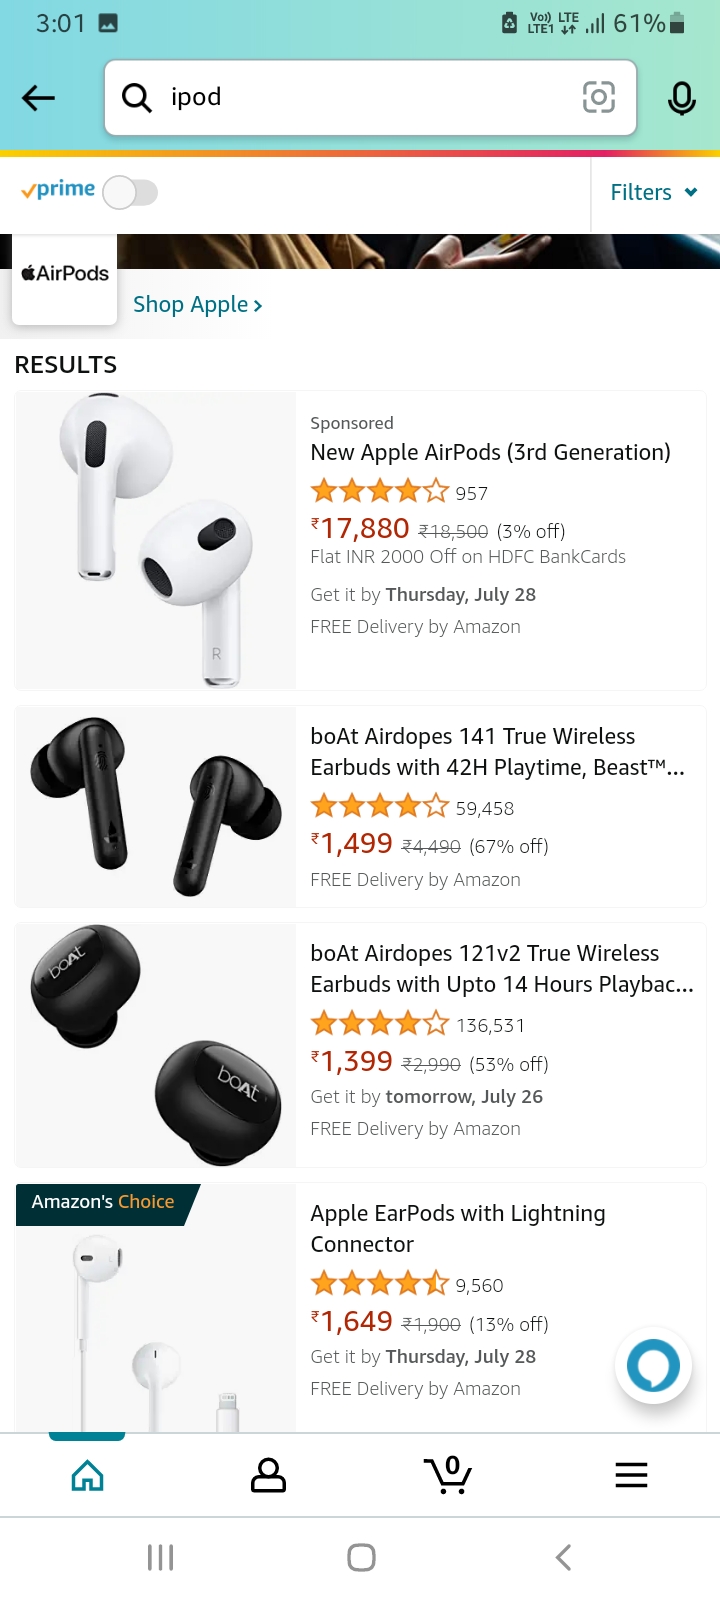 3:01 Vo)) LTE LTE1 61%
ipod
prime Filters
AirPods
Shop Apple
RESULTS
Sponsored
New Apple AirPods (3rd Generation)
957
₹17,880 ₹18,500 (3% off)
Flat INR 2000 Off on HDFC BankCards
Get it by Thursday, July 28
FREE Delivery by Amazon
R
boAt Airdopes 141 True Wireless
Earbuds with 42H Playtime, Beast™...
59,458
₹1,499 ₹4,490 (67% off)
FREE Delivery by Amazon
boAt
boAt
boAt Airdopes 121v2 True Wireless
Earbuds with Upto 14 Hours Playbac...
136,531
₹1,399 ₹2,990 (53% off)
Get it by tomorrow, July 26
FREE Delivery by Amazon
Amazon's Choice
Apple EarPods with Lightning
Connector
9,560
₹1,649 ₹1,900 (13% off)
Get it by Thursday, July 28
FREE Delivery by Amazon
0